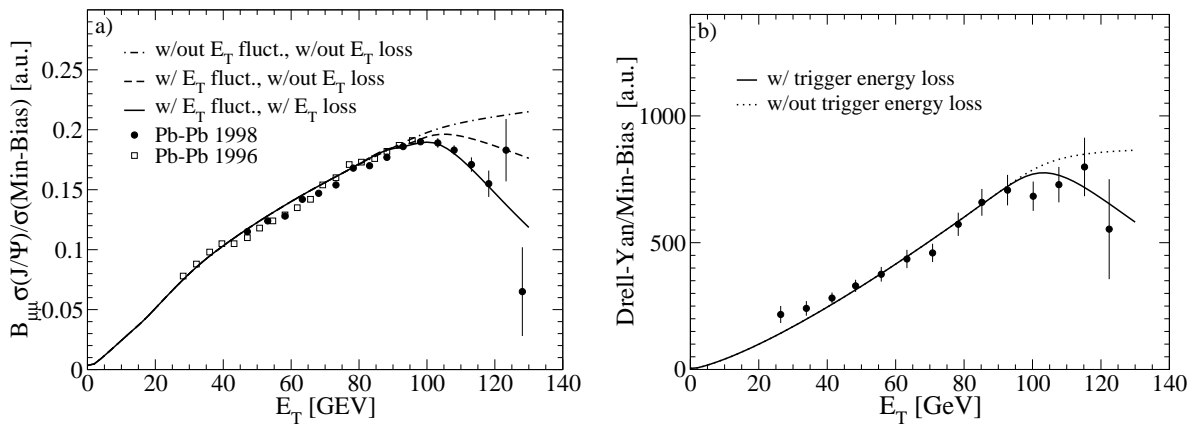 a)
w/out E_T fluct., w/out E_T loss
w/ E_T fluct., w/out E_T loss
w/ E_T fluct., w/ E_T loss
Pb-Pb 1998
Pb-Pb 1996
B_μμ σ(J/Ψ)/σ(Min-Bias) [a.u.]
0.25
0.2
0.15
0.1
0.05
0
0 20 40 60 80 100 120 140
E_T [GEV]
b)
w/ trigger energy loss
w/out trigger energy loss
Drell-Yan/Min-Bias [a.u.]
1000
500
0
0 20 40 60 80 100 120 140
E_T [GeV]